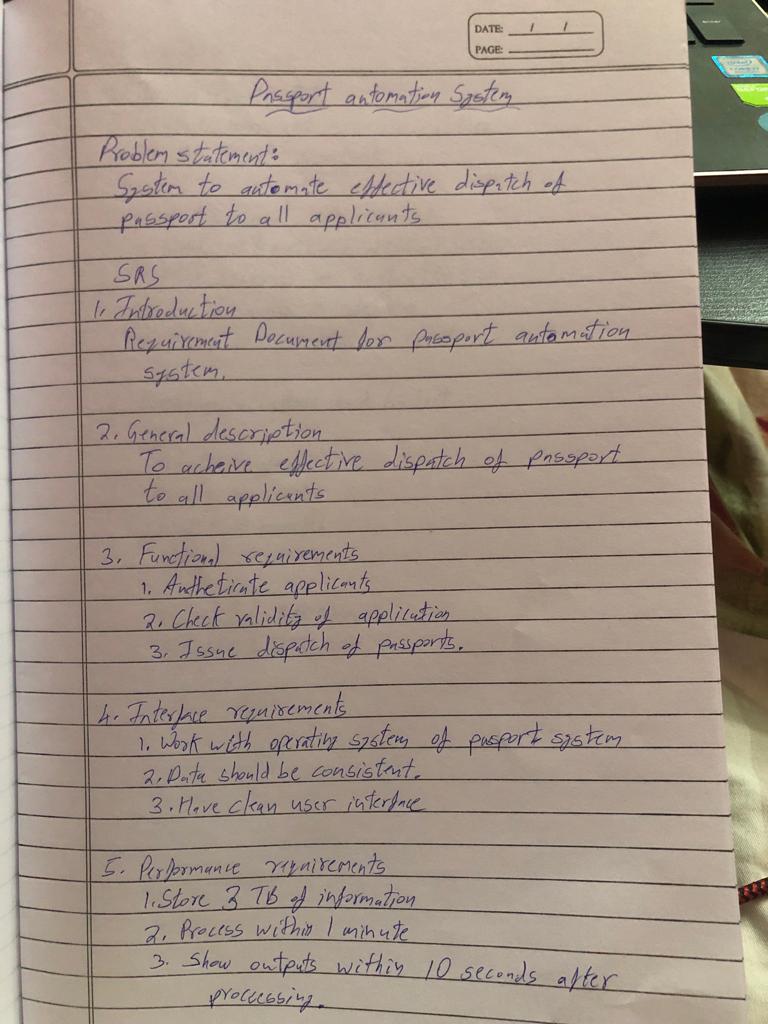 DATE: / /
PAGE:
Passport automation System
Problem statement:
System to automate effective dispatch of
passport to all applicants
SRS
1. Introduction
Requirement Document for passport automation
system.
2. General description
To acheive effective dispatch of passport
to all applicants
3. Functional requirements
1. Autheticate applicants
2. Check validity of application
3. Issue dispatch of passports.
4. Interface requirements
1. Work with operating system of passport system
2. Data should be consistent.
3. Have clean user interface
5. Performance requirements
1. Store 3 TB of information
2. Process within 1 minute
3. Show outputs within 10 seconds after
proccessing.